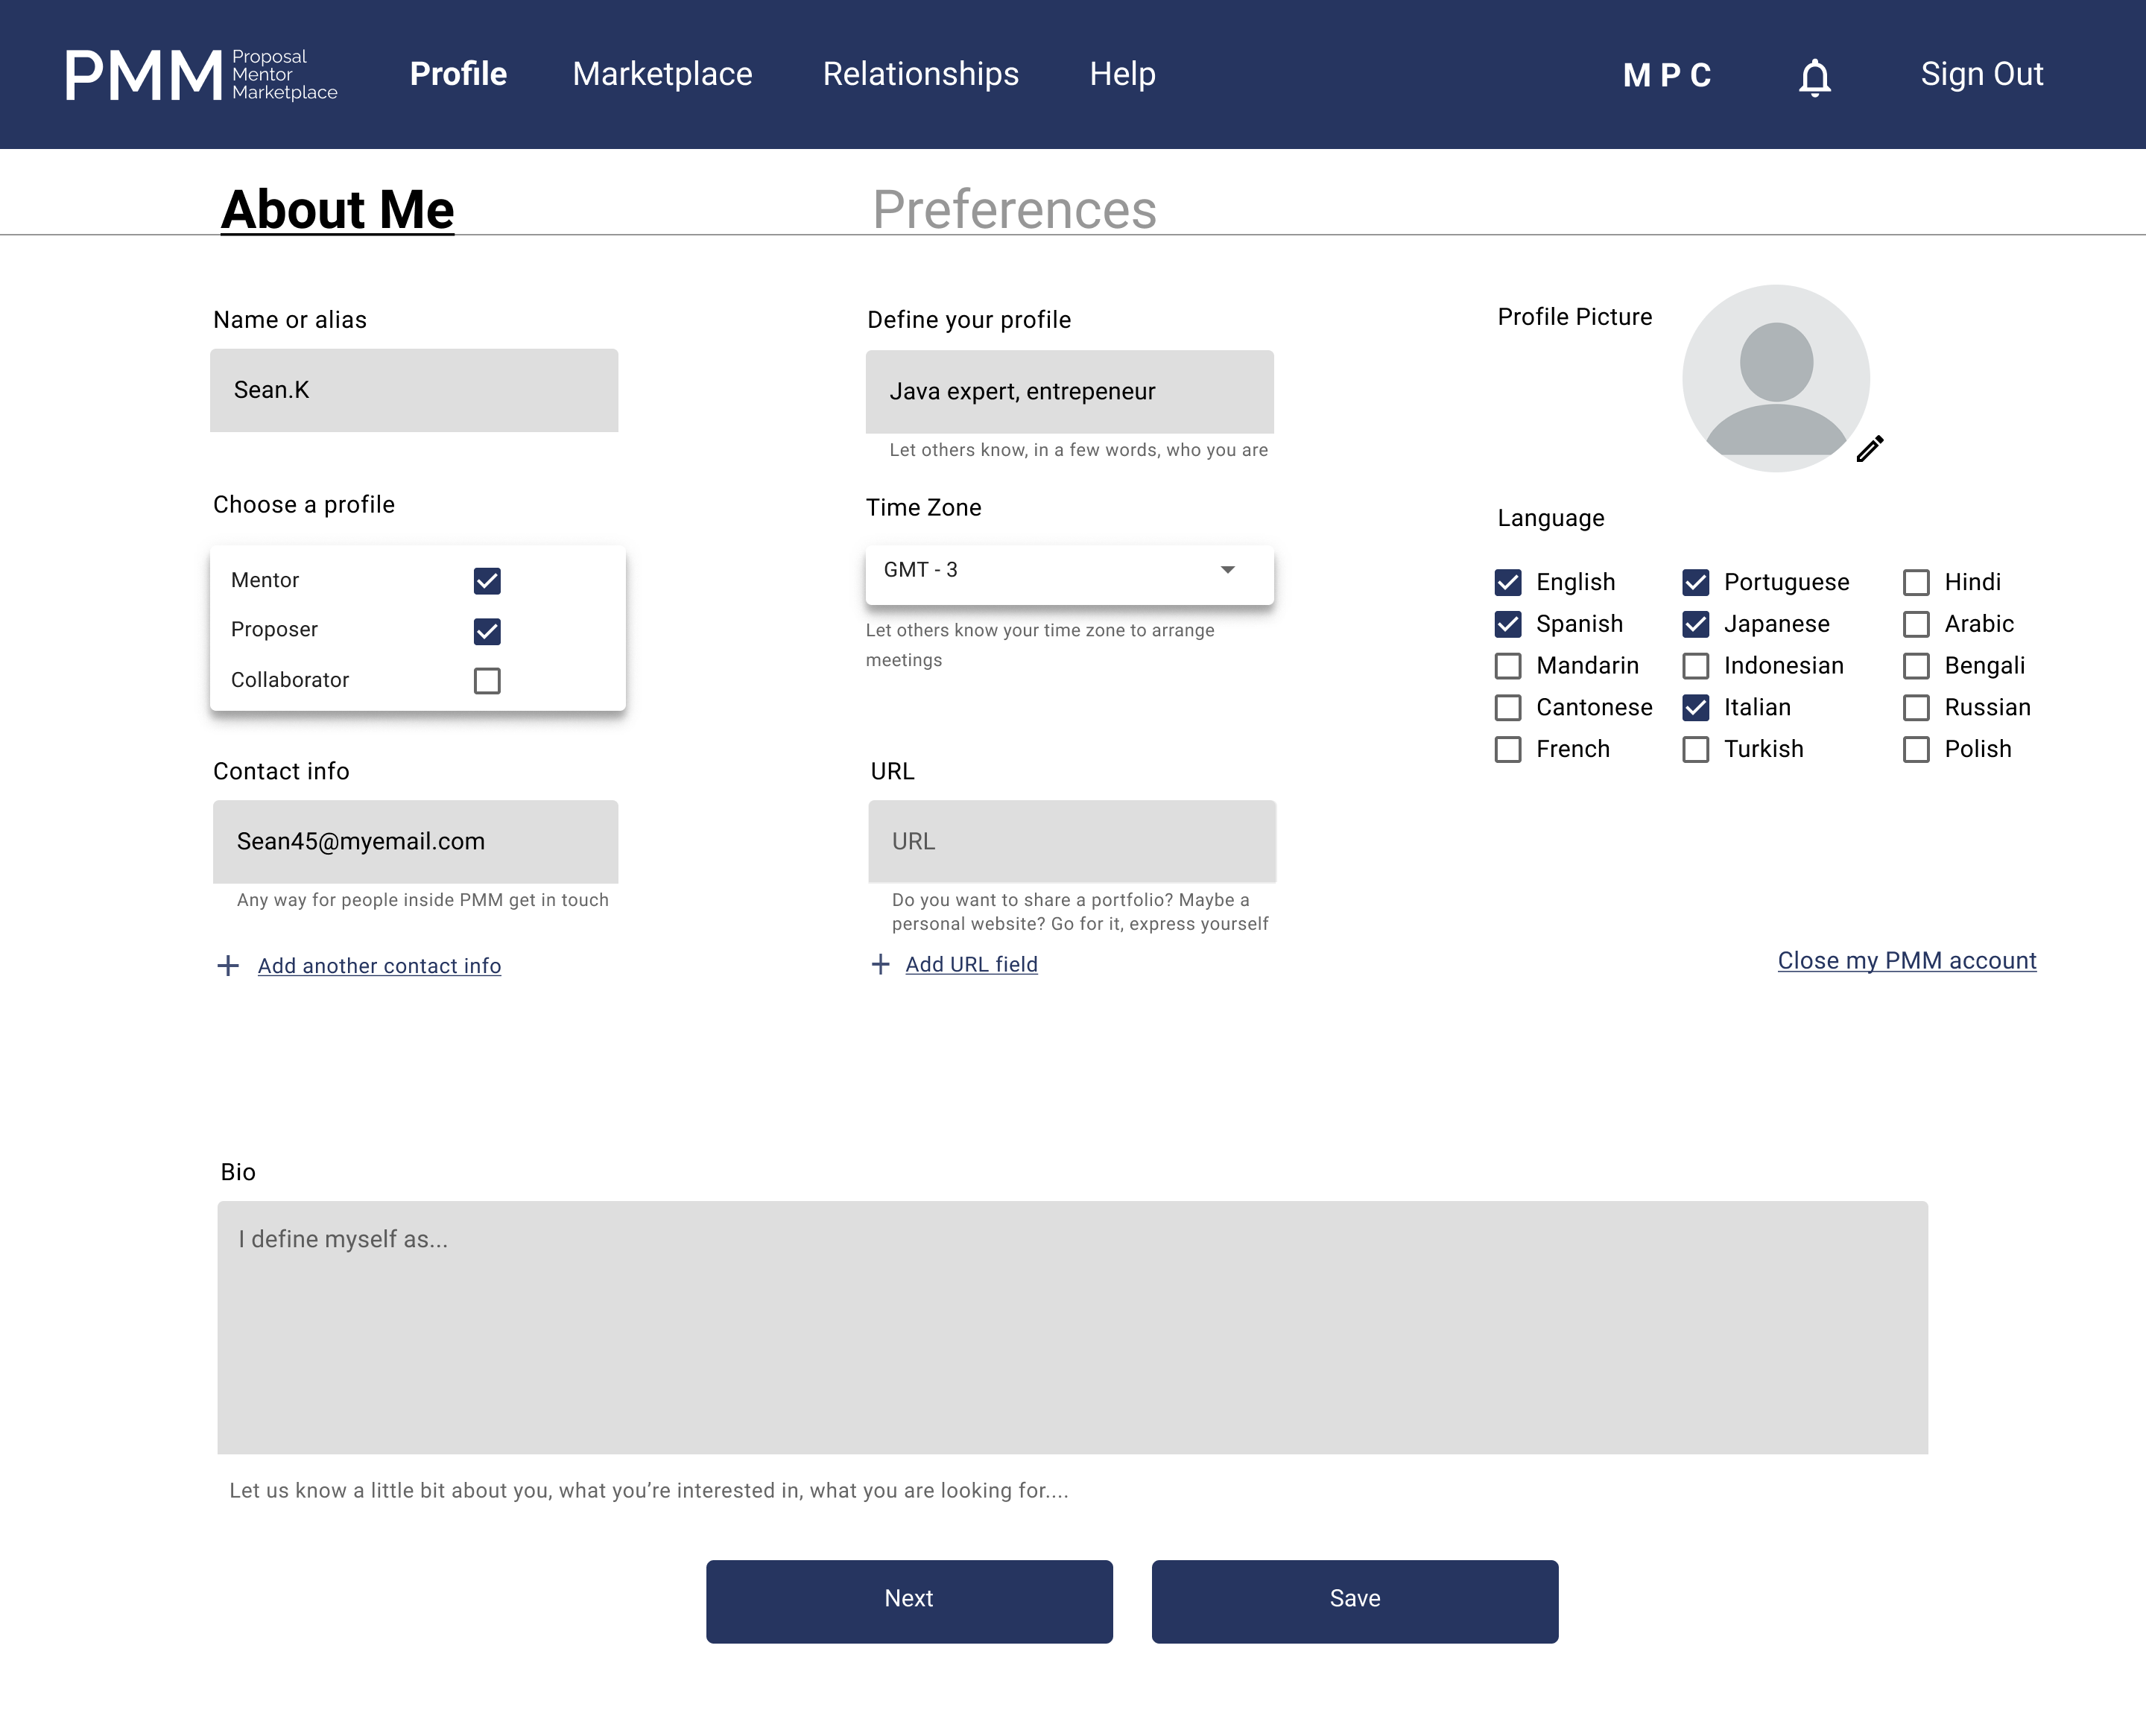 PMM
Proposal
Mentor
Marketplace
Profile
Marketplace
Relationships
Help
M P C
Sign Out
About Me
Preferences
Name or alias
Sean.K
Define your profile
Java expert, entrepeneur
Let others know, in a few words, who you are
Profile Picture
Choose a profile
Mentor
Proposer
Collaborator
Time Zone
GMT - 3
Let others know your time zone to arrange
meetings
Language
English
Portuguese
Hindi
Spanish
Japanese
Arabic
Mandarin
Indonesian
Bengali
Cantonese
Italian
Russian
French
Turkish
Polish
Contact info
Sean45@myemail.com
Any way for people inside PMM get in touch
Add another contact info
URL
URL
Do you want to share a portfolio? Maybe a
personal website? Go for it, express yourself
Add URL field
Close my PMM account
Bio
I define myself as...
Let us know a little bit about you, what you’re interested in, what you are looking for....
Next
Save